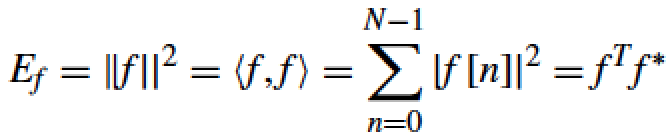 E_f = ||f||² = ⟨f,f⟩ = ∑_{n=0}^{N−1} |f[n]|² = f^T f*